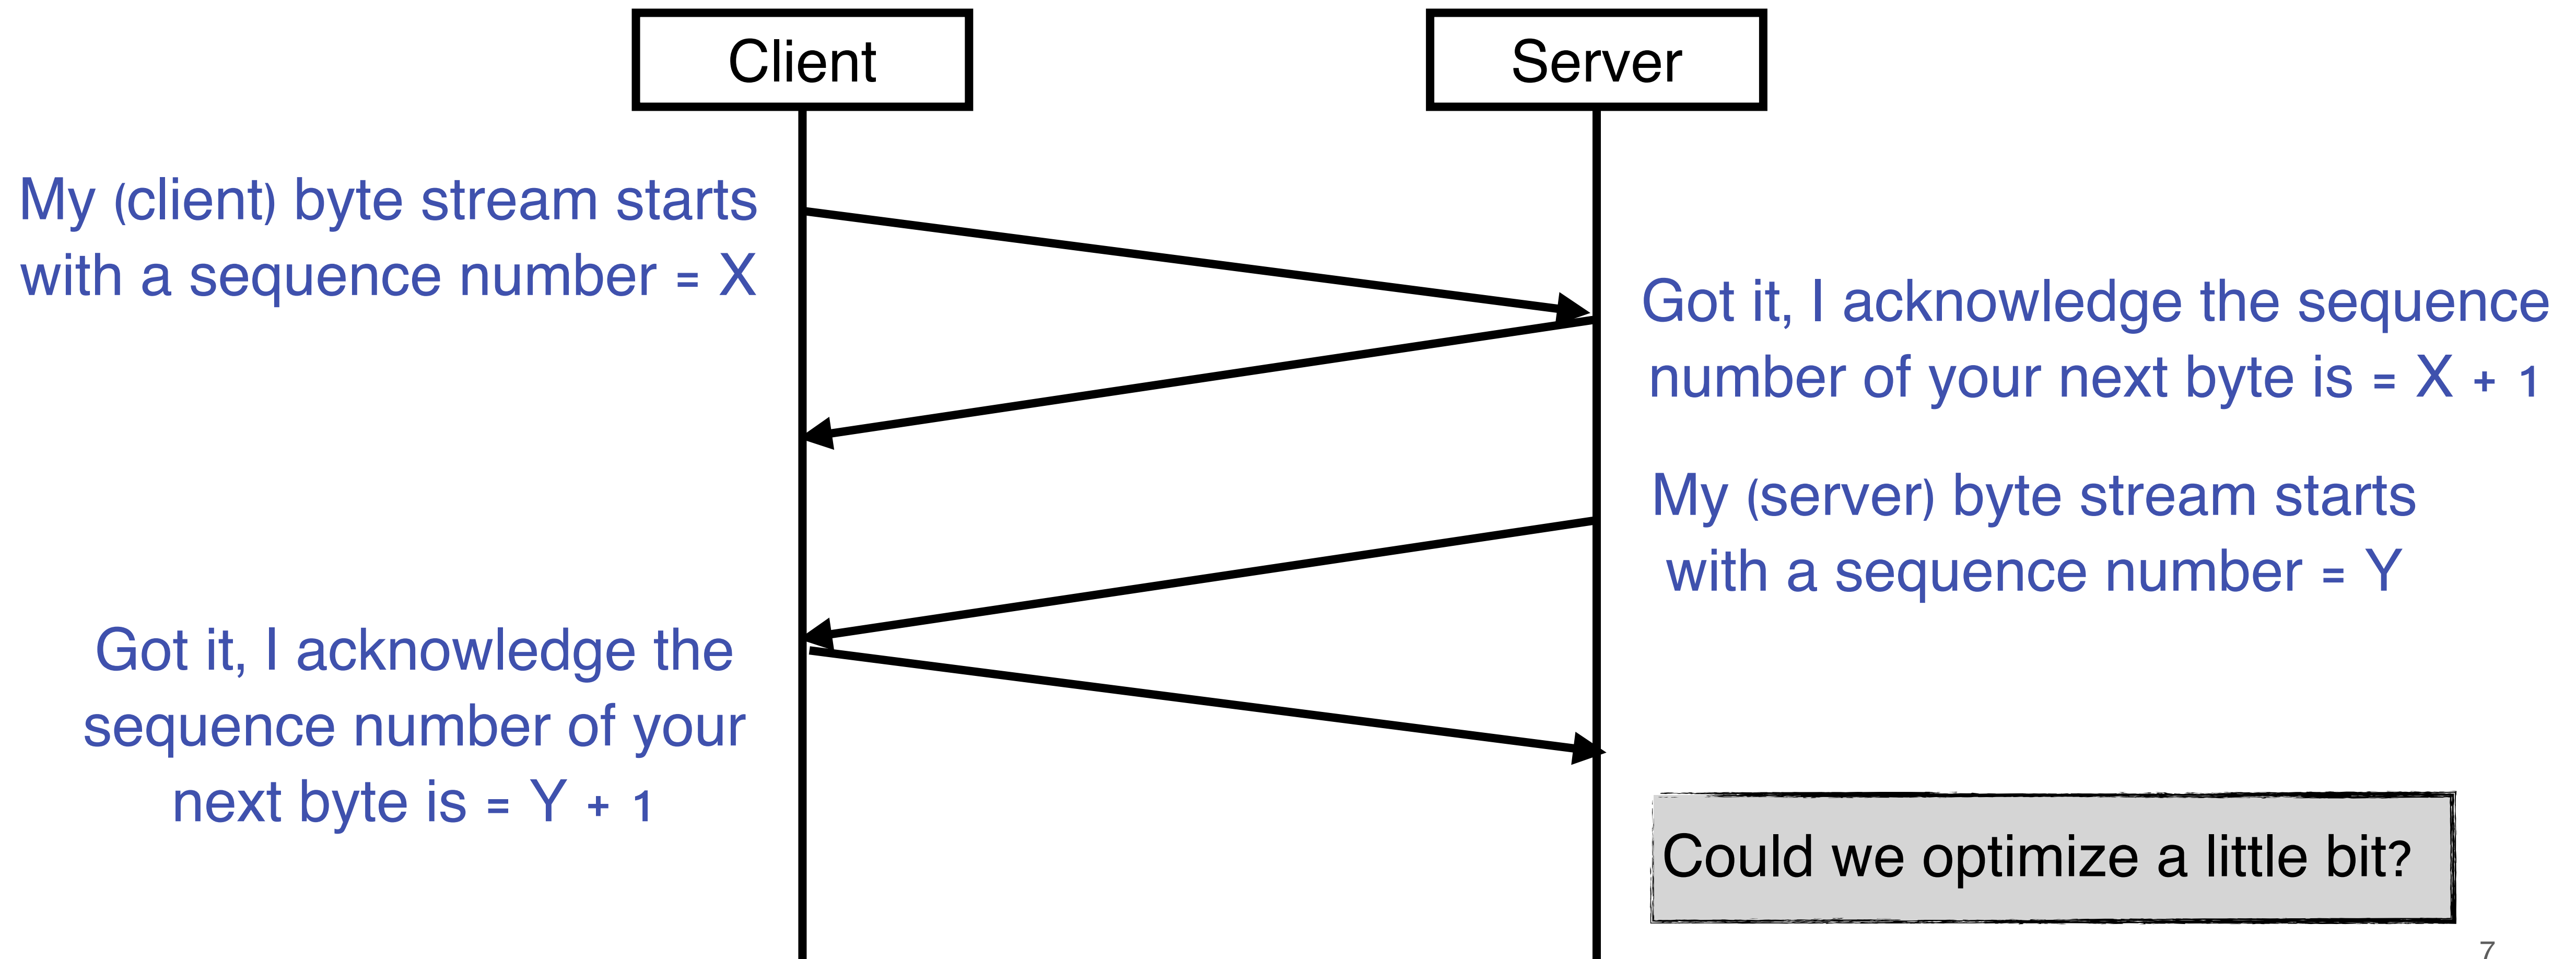 Client
Server
My (client) byte stream starts
with a sequence number = X
Got it, I acknowledge the sequence
number of your next byte is = X + 1
My (server) byte stream starts
with a sequence number = Y
Got it, I acknowledge the
sequence number of your
next byte is = Y + 1
Could we optimize a little bit?
7